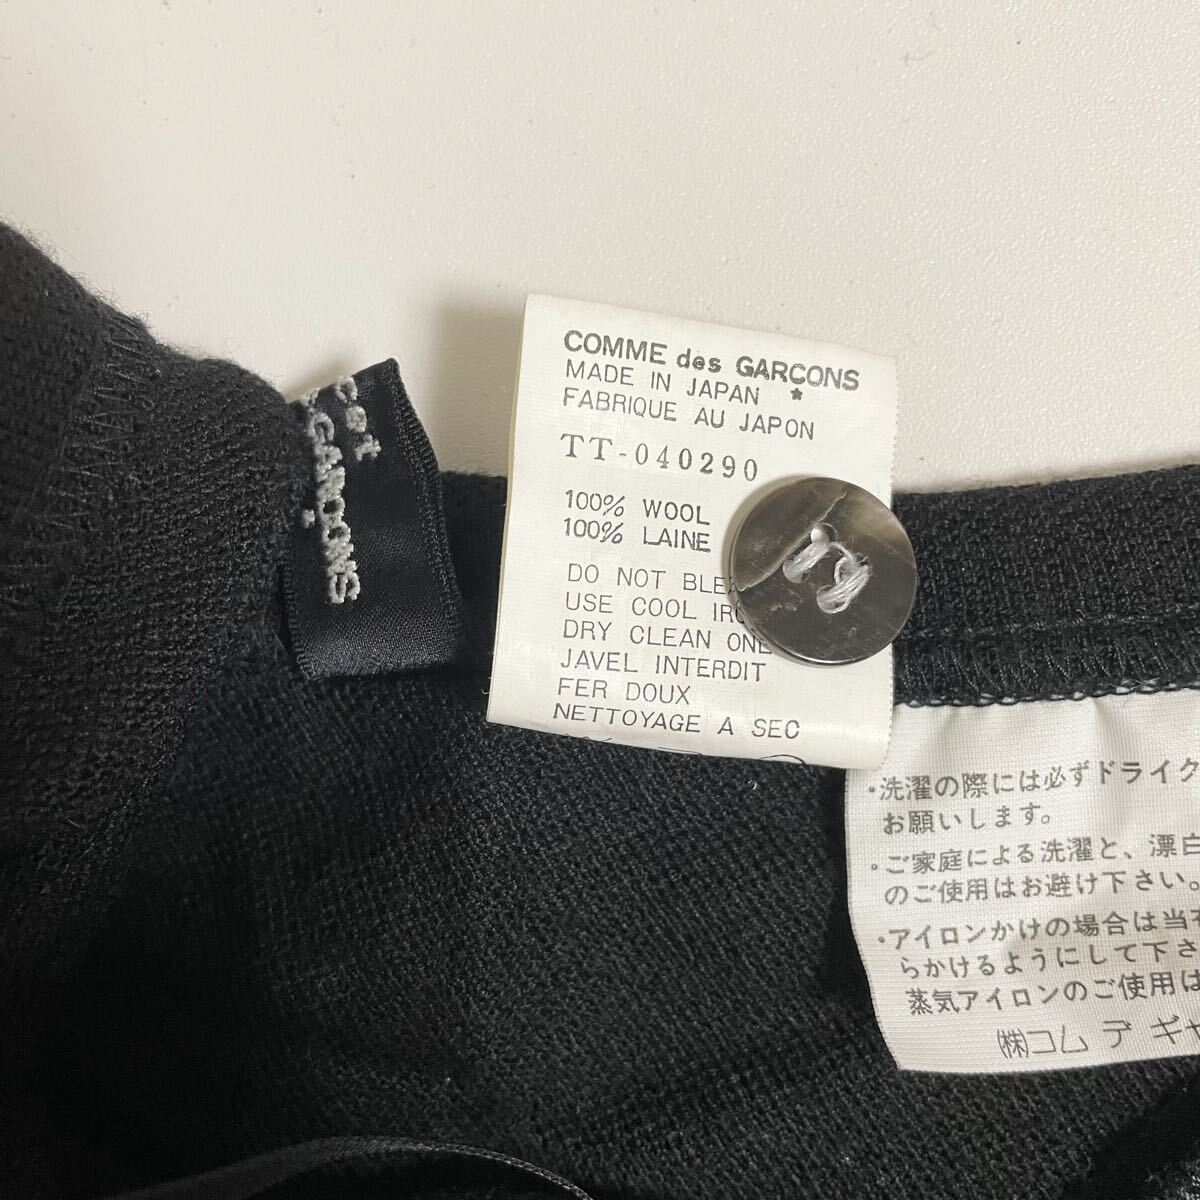 COMME des GARCONS
MADE IN JAPAN *
FABRIQUE AU JAPON
TT-040290
100% WOOL
100% LAINE
DO NOT
USE COOL
DRY CLEAN
JAVEL INTERDIT
FER DOUX
NETTOYAGE A SEC
・洗濯の際には必ずドライク
お願いします。
・ご家庭による洗濯と、漂白
のご使用はお避け下さい。
・アイロンかけの場合は当
らかけるようにして下さ
蒸気アイロンのご使用は
㈱コム デ ギャ